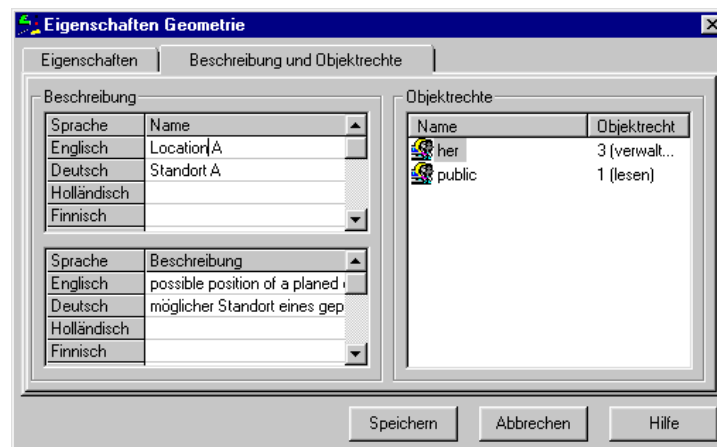 Eigenschaften Geometrie
Eigenschaften Beschreibung und Objektrechte
Beschreibung
Sprache Name
Englisch Location A
Deutsch Standort A
Holländisch
Finnisch
Sprache Beschreibung
Englisch possible position of a planed
Deutsch möglicher Standort eines gep
Holländisch
Finnisch
Objektrechte
Name Objektrecht
her 3 (verwalt...
public 1 (lesen)
Speichern Abbrechen Hilfe